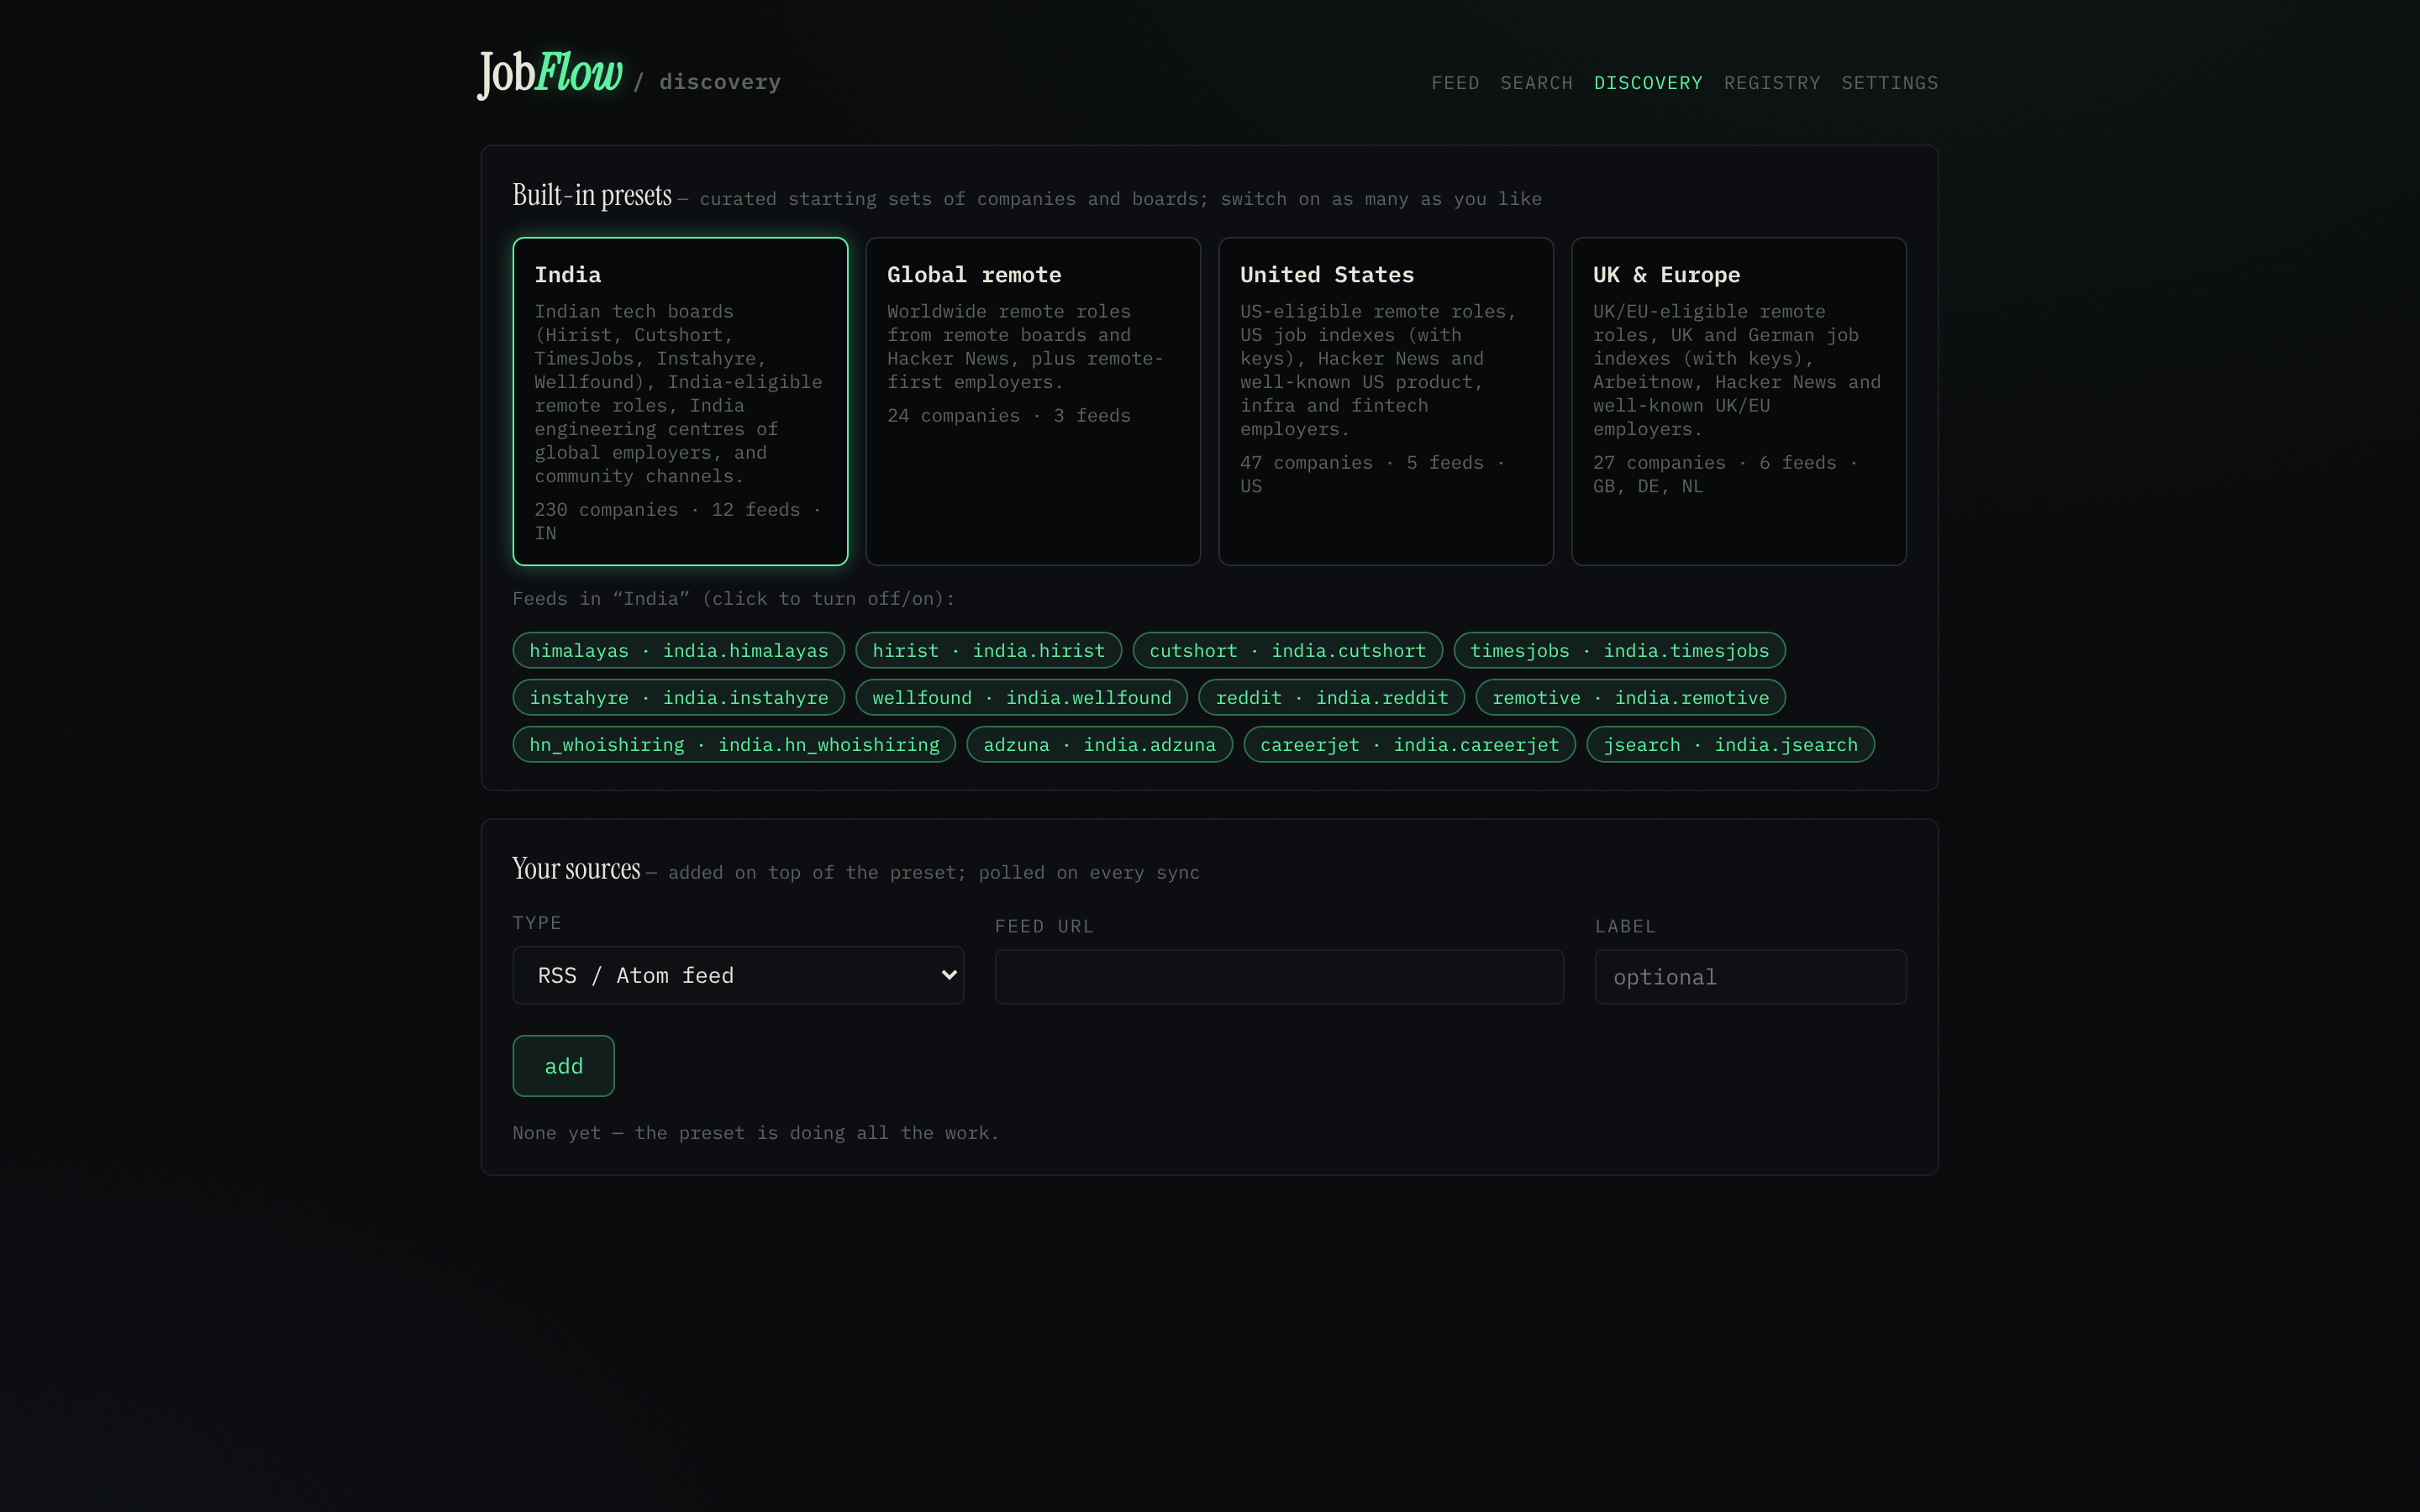 JobFlow / discovery
FEED SEARCH DISCOVERY REGISTRY SETTINGS
Built-in presets — curated starting sets of companies and boards; switch on as many as you like
India
Indian tech boards
(Hirist, Cutshort,
TimesJobs, Instahyre,
Wellfound), India-eligible
remote roles, India
engineering centres of
global employers, and
community channels.
230 companies · 12 feeds ·
IN
Global remote
Worldwide remote roles
from remote boards and
Hacker News, plus remote-
first employers.
24 companies · 3 feeds
United States
US-eligible remote roles,
US job indexes (with
keys), Hacker News and
well-known US product,
infra and fintech
employers.
47 companies · 5 feeds ·
US
UK & Europe
UK/EU-eligible remote
roles, UK and German job
indexes (with keys),
Arbeitnow, Hacker News and
well-known UK/EU
employers.
27 companies · 6 feeds ·
GB, DE, NL
Feeds in “India” (click to turn off/on):
himalayas · india.himalayas hirist · india.hirist cutshort · india.cutshort timesjobs · india.timesjobs
instahyre · india.instahyre wellfound · india.wellfound reddit · india.reddit remotive · india.remotive
hn_whoishiring · india.hn_whoishiring adzuna · india.adzuna careerjet · india.careerjet jsearch · india.jsearch
Your sources — added on top of the preset; polled on every sync
TYPE FEED URL LABEL
RSS / Atom feed optional
add
None yet — the preset is doing all the work.